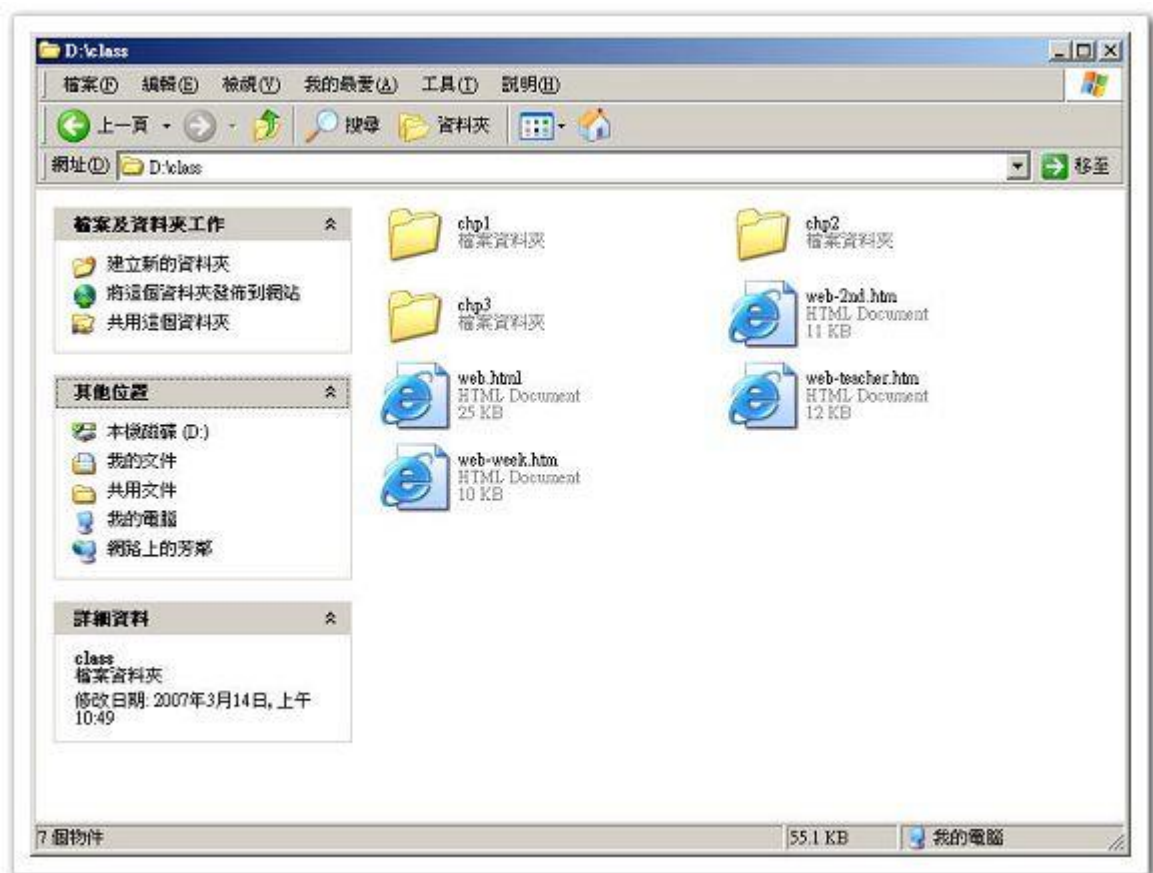 D:\class
檔案(F) 編輯(E) 檢視(V) 我的最愛(A) 工具(T) 說明(H)
上一頁 搜尋 資料夾
網址(D) D:\class 移至
檔案及資料夾工作
建立新的資料夾
將這個資料夾發佈到網站
共用這個資料夾
其他位置
本機磁碟 (D:)
我的文件
共用文件
我的電腦
網路上的芳鄰
詳細資料
class
檔案資料夾
修改日期: 2007年3月14日, 上午
10:49
chp1
檔案資料夾
chp2
檔案資料夾
chp3
檔案資料夾
web-2nd.htm
HTML Document
11 KB
web.html
HTML Document
25 KB
web-teacher.htm
HTML Document
12 KB
web-week.htm
HTML Document
10 KB
7 個物件 55.1 KB 我的電腦